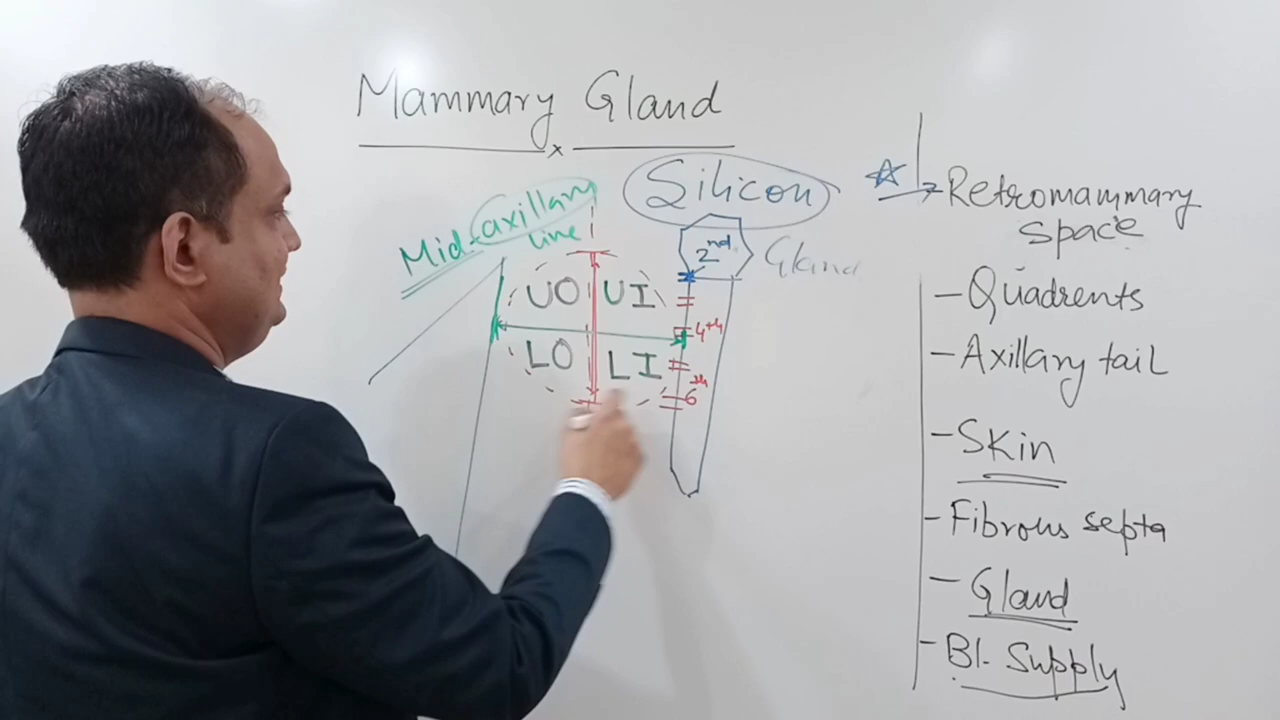 Mammary Gland
Silicon
Mid-axillary
line
2nd
Gland
UO UI
LO LI
4th
6th
Retromammary
space
- Quadrents
- Axillary tail
- Skin
- Fibrous septa
- Gland
- Bl. Supply